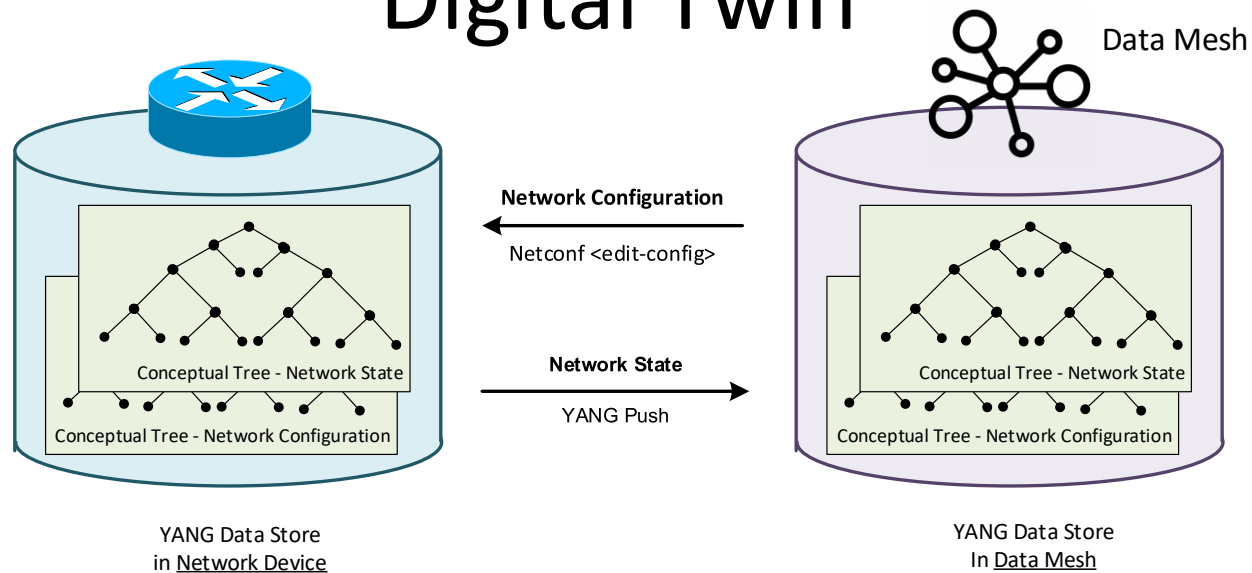 Digital Twin
Data Mesh
Network Configuration
Netconf <edit-config>
Network State
YANG Push
Conceptual Tree - Network State
Conceptual Tree - Network Configuration
Conceptual Tree - Network State
Conceptual Tree - Network Configuration
YANG Data Store
in Network Device
YANG Data Store
In Data Mesh